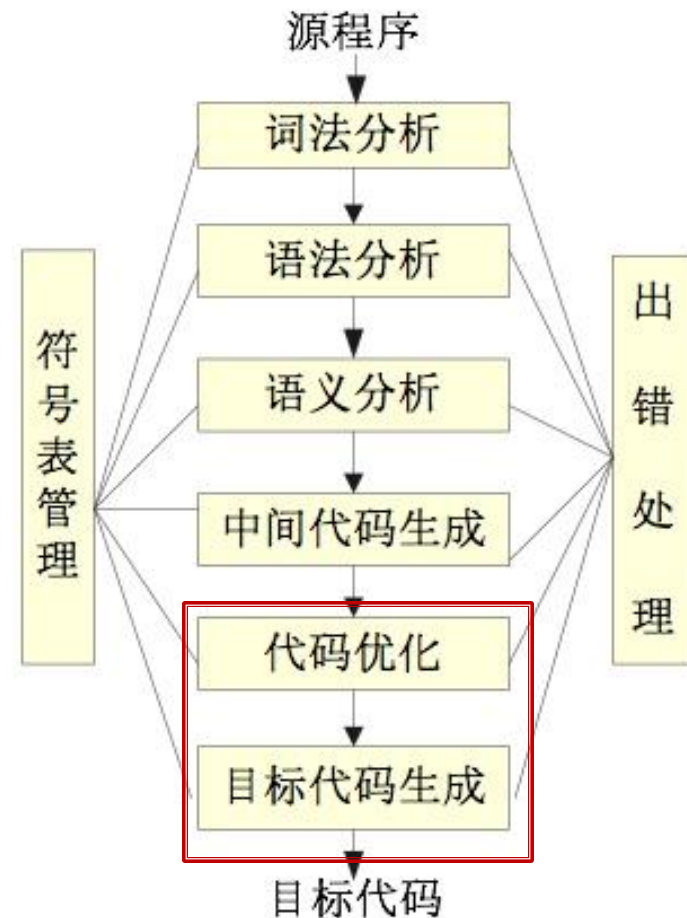 源程序
词法分析
语法分析
语义分析
中间代码生成
代码优化
目标代码生成
目标代码
符号表管理
出错处理